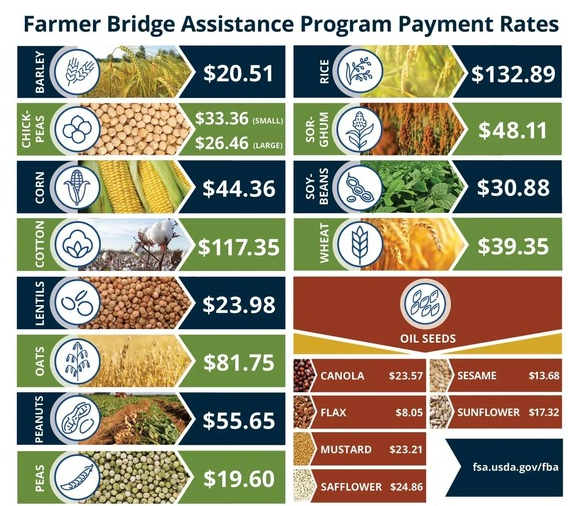 Farmer Bridge Assistance Program Payment Rates
BARLEY
$20.51
CHICK-
PEAS
$33.36 (SMALL)
$26.46 (LARGE)
CORN
$44.36
COTTON
$117.35
LENTILS
$23.98
OATS
$81.75
PEANUTS
$55.65
PEAS
$19.60
RICE
$132.89
SOR-
GHUM
$48.11
SOY-
BEANS
$30.88
WHEAT
$39.35
OIL SEEDS
CANOLA $23.57
FLAX $8.05
MUSTARD $23.21
SAFFLOWER $24.86
SESAME $13.68
SUNFLOWER $17.32
fsa.usda.gov/fba